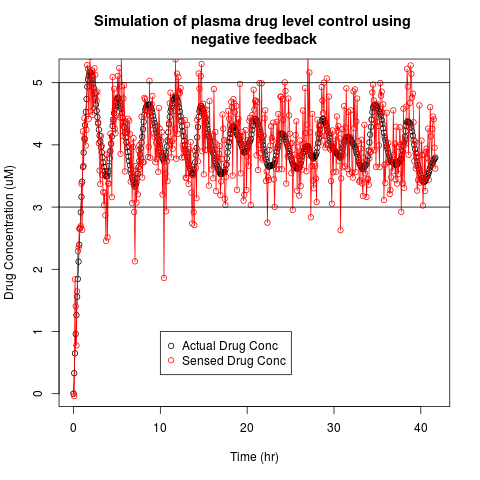 Simulation of plasma drug level control using
negative feedback
Drug Concentration (uM)
5
4
3
2
1
0
Actual Drug Conc
Sensed Drug Conc
0 10 20 30 40
Time (hr)